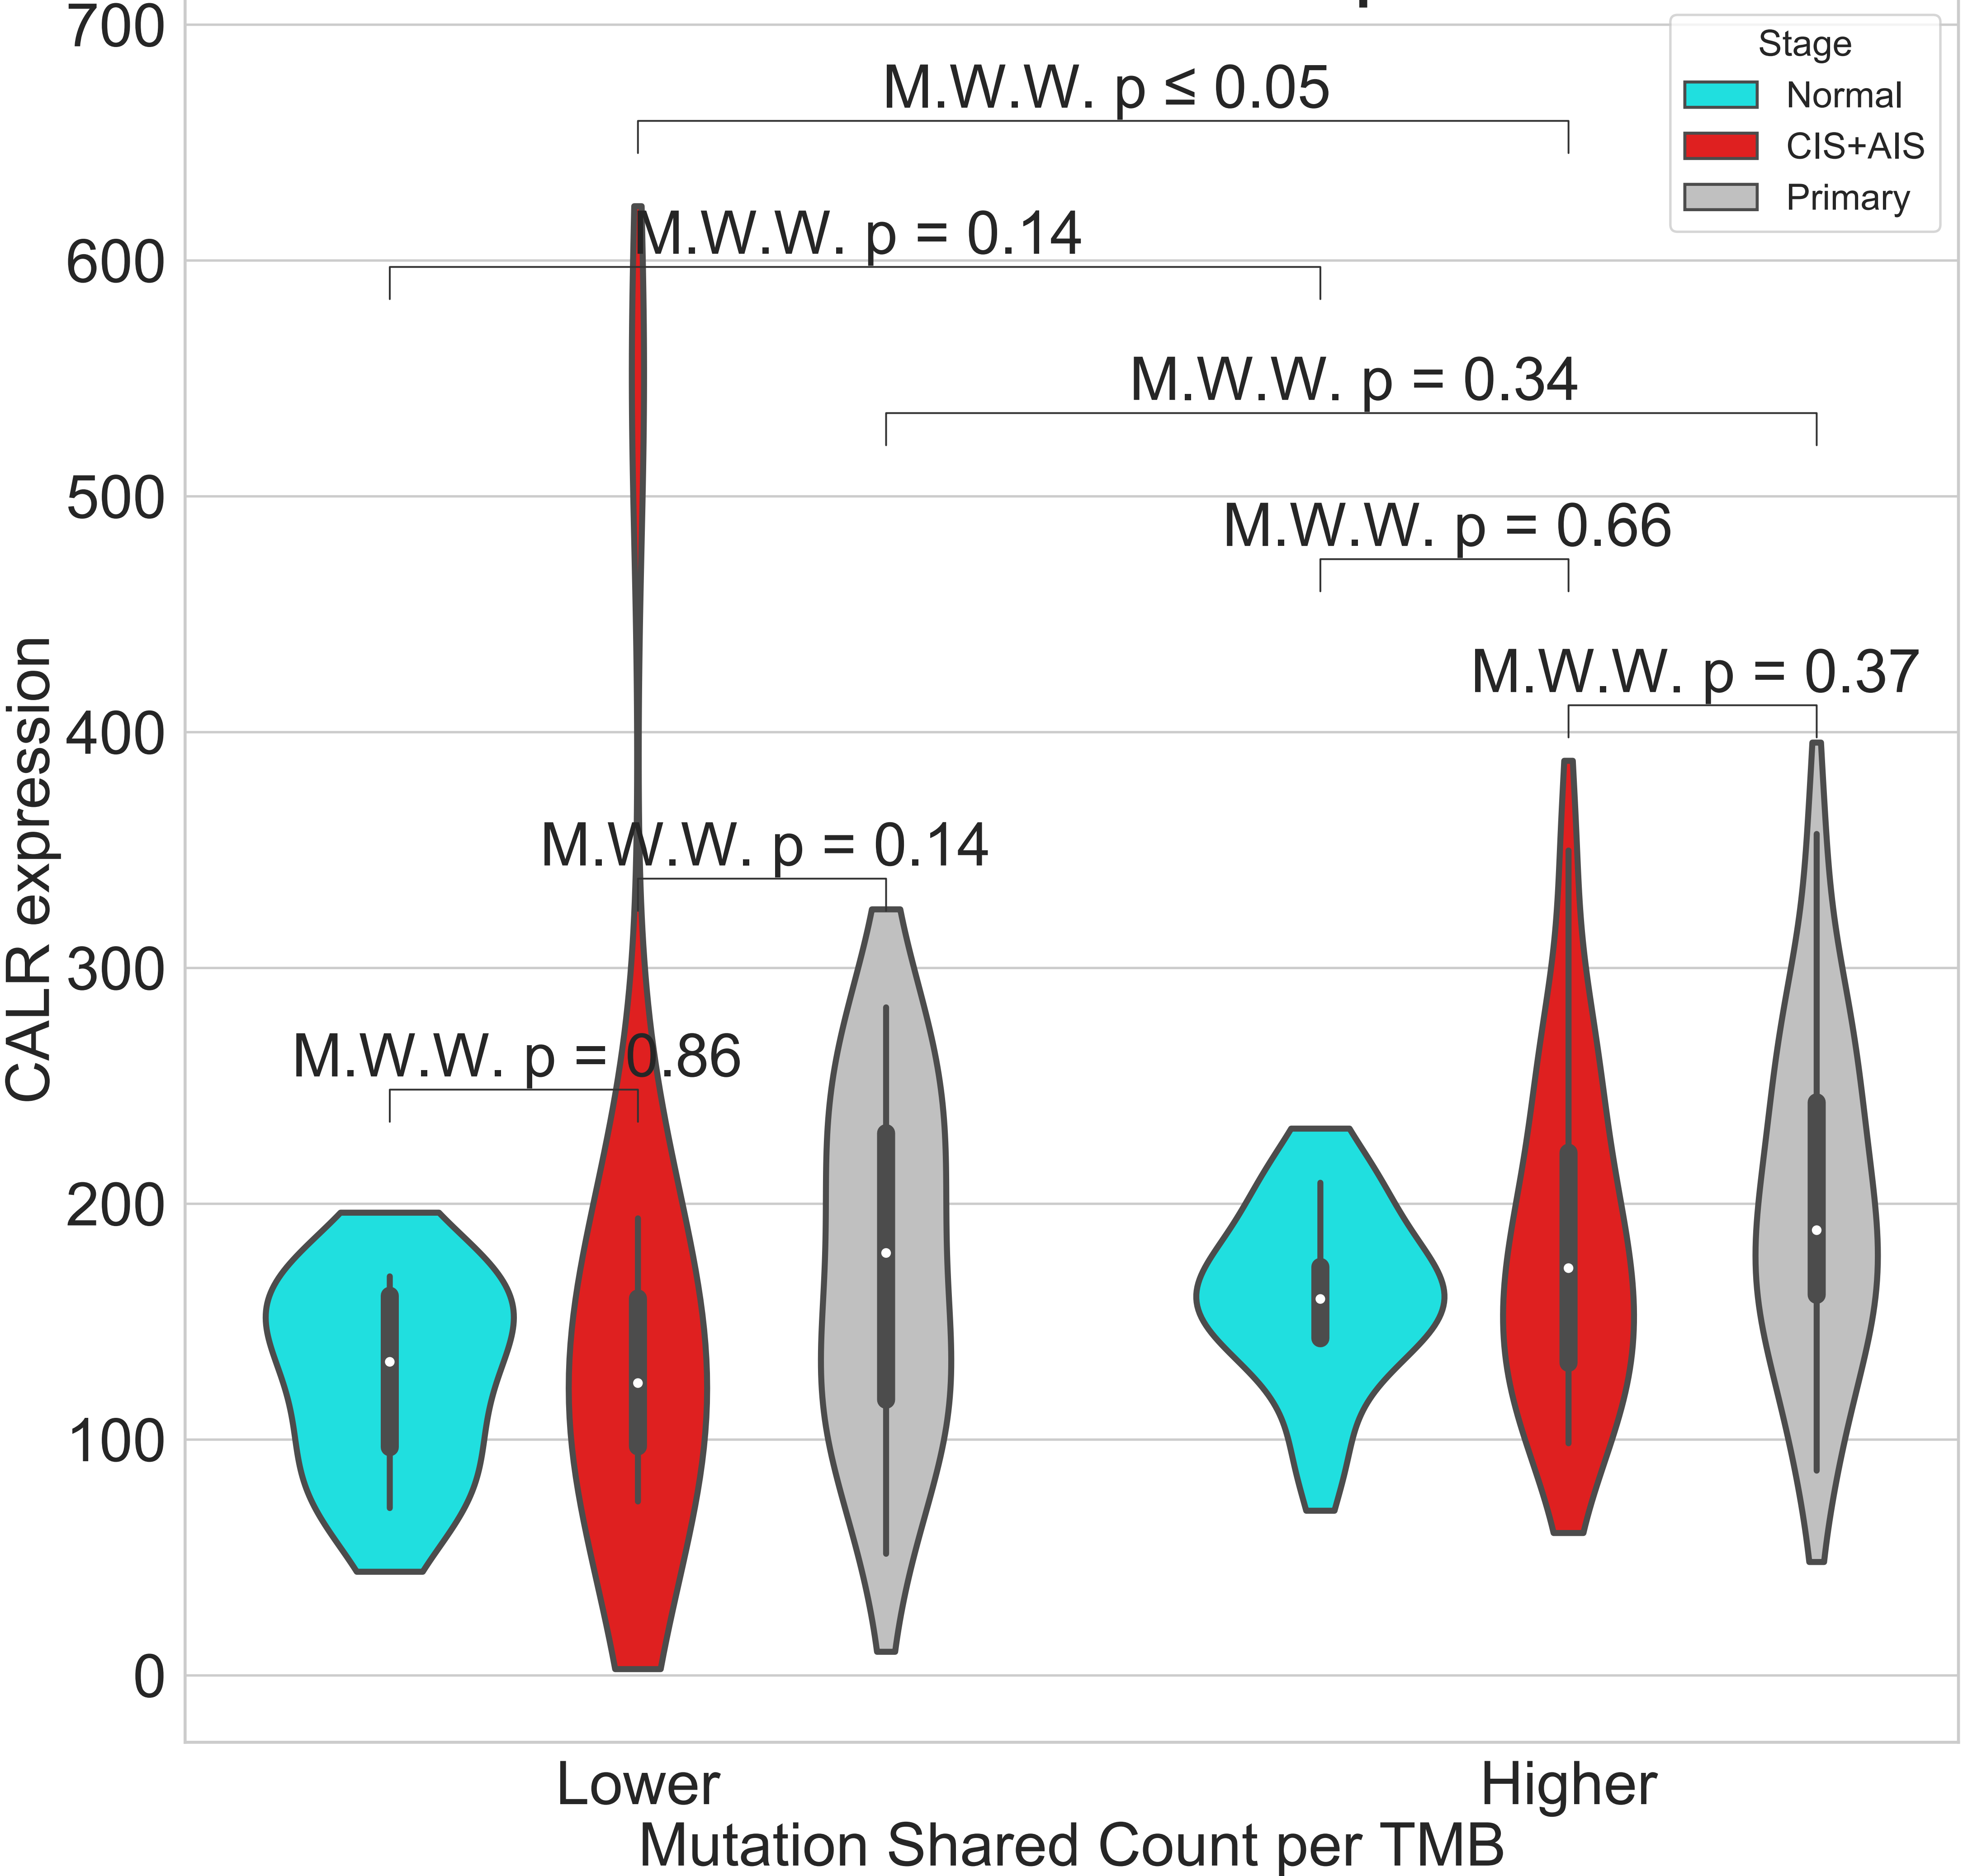 700
600
500
400
300
200
100
0
CALR expression
Stage
Normal
CIS+AIS
Primary
M.W.W. p ≤ 0.05
M.W.W. p = 0.14
M.W.W. p = 0.34
M.W.W. p = 0.66
M.W.W. p = 0.37
M.W.W. p = 0.14
M.W.W. p = 0.86
Lower
Higher
Mutation Shared Count per TMB